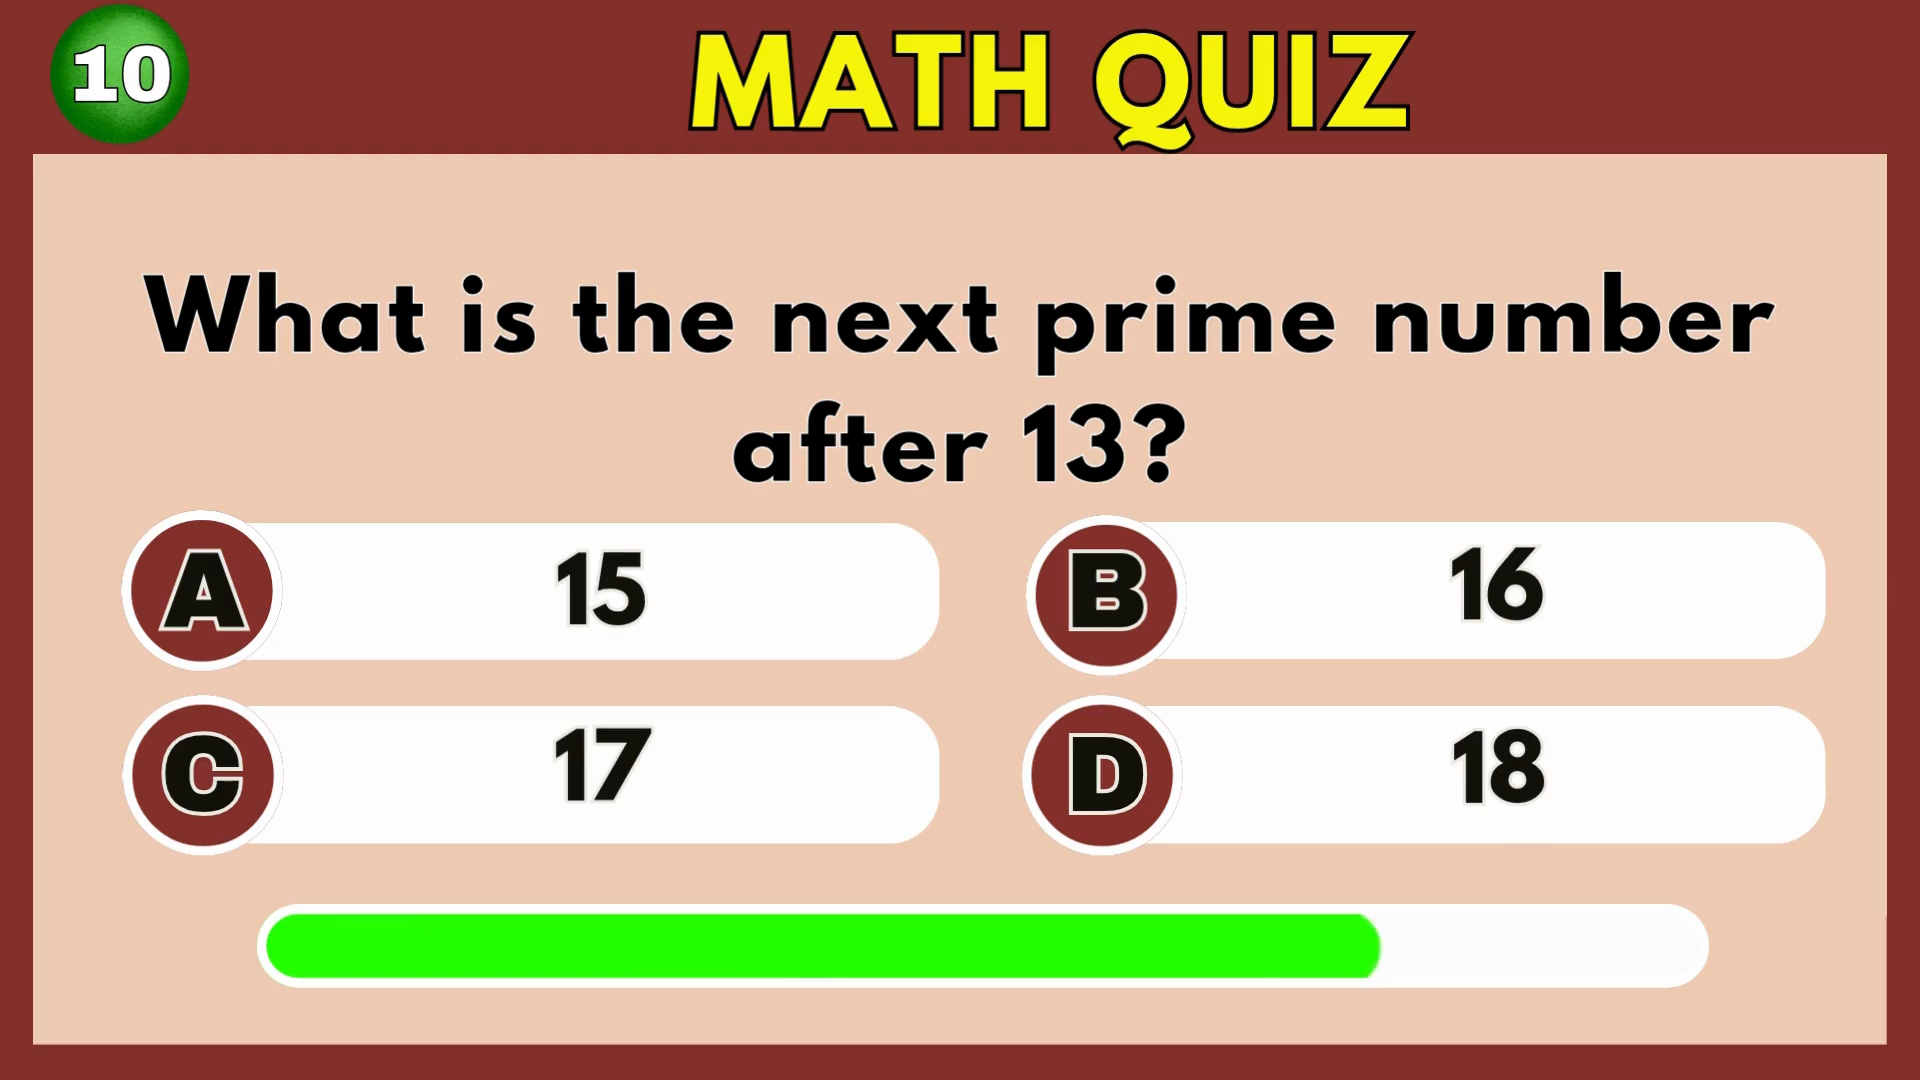 10
MATH QUIZ
What is the next prime number
after 13?
A 15
B 16
C 17
D 18